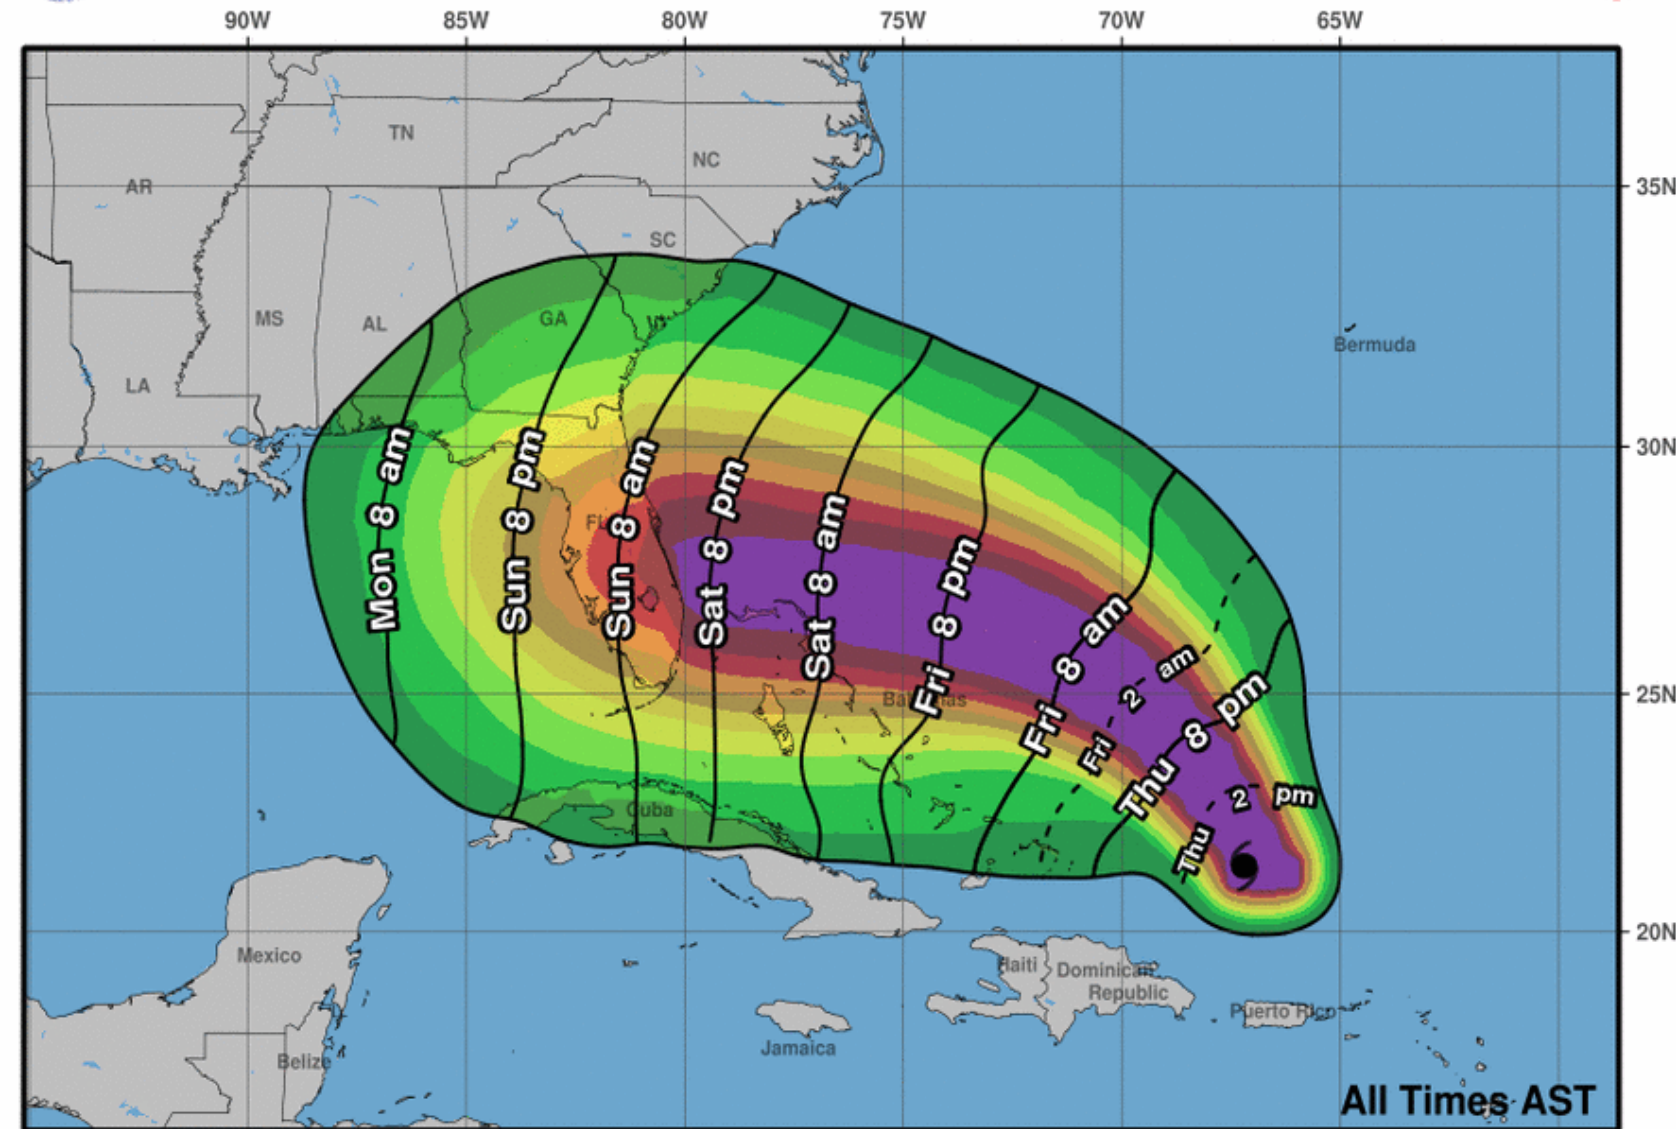 90W 85W 80W 75W 70W 65W
TN
NC
AR
35N
SC
MS
AL
GA
Bermuda
LA
30N
Mon 8 am
Sun 8 pm
Sun 8 am
Sat 8 pm
Sat 8 am
Fri 8 pm
Fri 8 am
Fri 2 am
Thu 8 pm
Thu 2 pm
FL
Bahamas
25N
Cuba
20N
Mexico
Haiti
Dominican
Republic
Puerto Rico
Jamaica
Belize
All Times AST